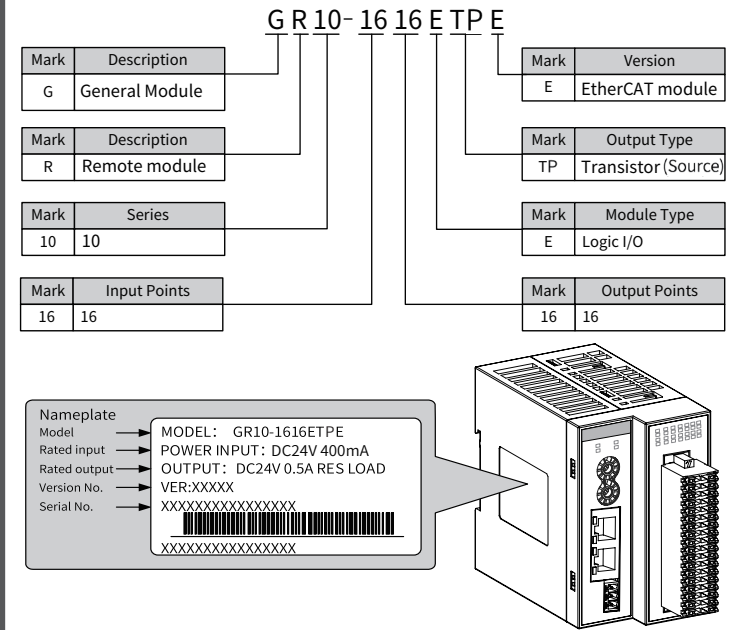 G R 10- 16 16 E TP E
Mark Description
G General Module
Mark Description
R Remote module
Mark Series
10 10
Mark Input Points
16 16
Mark Version
E EtherCAT module
Mark Output Type
TP Transistor (Source)
Mark Module Type
E Logic I/O
Mark Output Points
16 16
Nameplate
Model
Rated input
Rated output
Version No.
Serial No.
MODEL: GR10-1616ETPE
POWER INPUT: DC24V 400mA
OUTPUT: DC24V 0.5A RES LOAD
VER:XXXXX
XXXXXXXXXXXXXXXX
XXXXXXXXXXXXXXXX